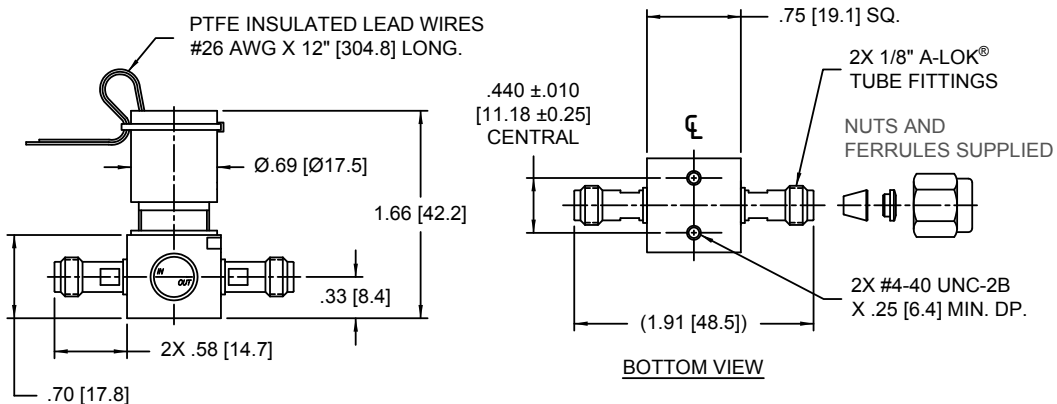 PTFE INSULATED LEAD WIRES
#26 AWG X 12" [304.8] LONG.
Ø.69 [Ø17.5]
1.66 [42.2]
IN
OUT
.33 [8.4]
2X .58 [14.7]
.70 [17.8]
.75 [19.1] SQ.
2X 1/8" A-LOK®
TUBE FITTINGS
.440 ±.010
[11.18 ±0.25]
CENTRAL
℄
NUTS AND
FERRULES SUPPLIED
2X #4-40 UNC-2B
X .25 [6.4] MIN. DP.
(1.91 [48.5])
BOTTOM VIEW